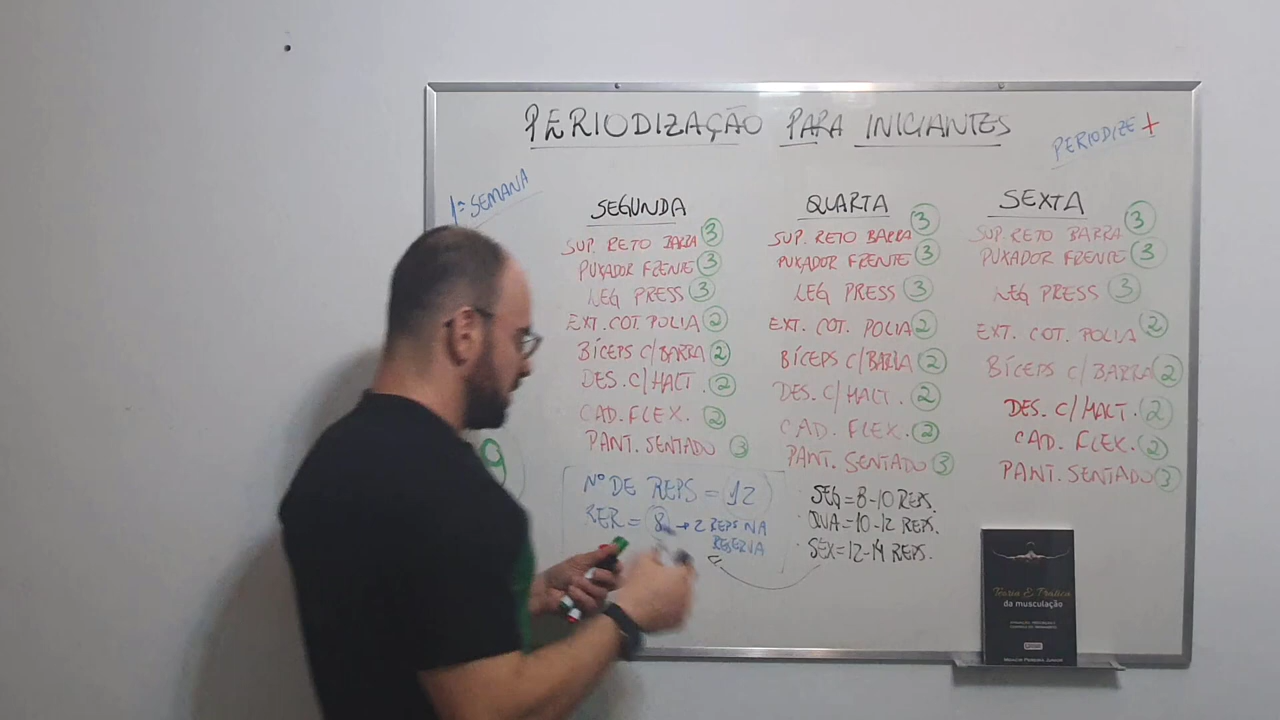 PERIODIZAÇÃO PARA INICIANTES
PERIODIZE +
1ª SEMANA
SEGUNDA
SUP. RETO BARRA 3
PUXADOR FRENTE 3
LEG PRESS 3
EXT. COT. POLIA 2
BÍCEPS C/BARRA 2
DES. C/HALT. 2
CAD. FLEX. 2
PANT. SENTADO 3
QUARTA
SUP. RETO BARRA 3
PUXADOR FRENTE 3
LEG PRESS 3
EXT. COT. POLIA 2
BÍCEPS C/BARRA 2
DES. C/HALT. 2
CAD. FLEX. 2
PANT. SENTADO 3
SEXTA
SUP. RETO BARRA 3
PUXADOR FRENTE 3
LEG PRESS 3
EXT. COT. POLIA 2
BÍCEPS C/BARRA 2
DES. C/HALT. 2
CAD. FLEX. 2
PANT. SENTADO 3
9
Nº DE REPS = 12
RER = 8 → 2 REPS NA
RESERVA
SEG = 8-10 REPS.
QUA = 10-12 REPS.
SEX = 12-14 REPS.
Teoria E Prática
da musculação